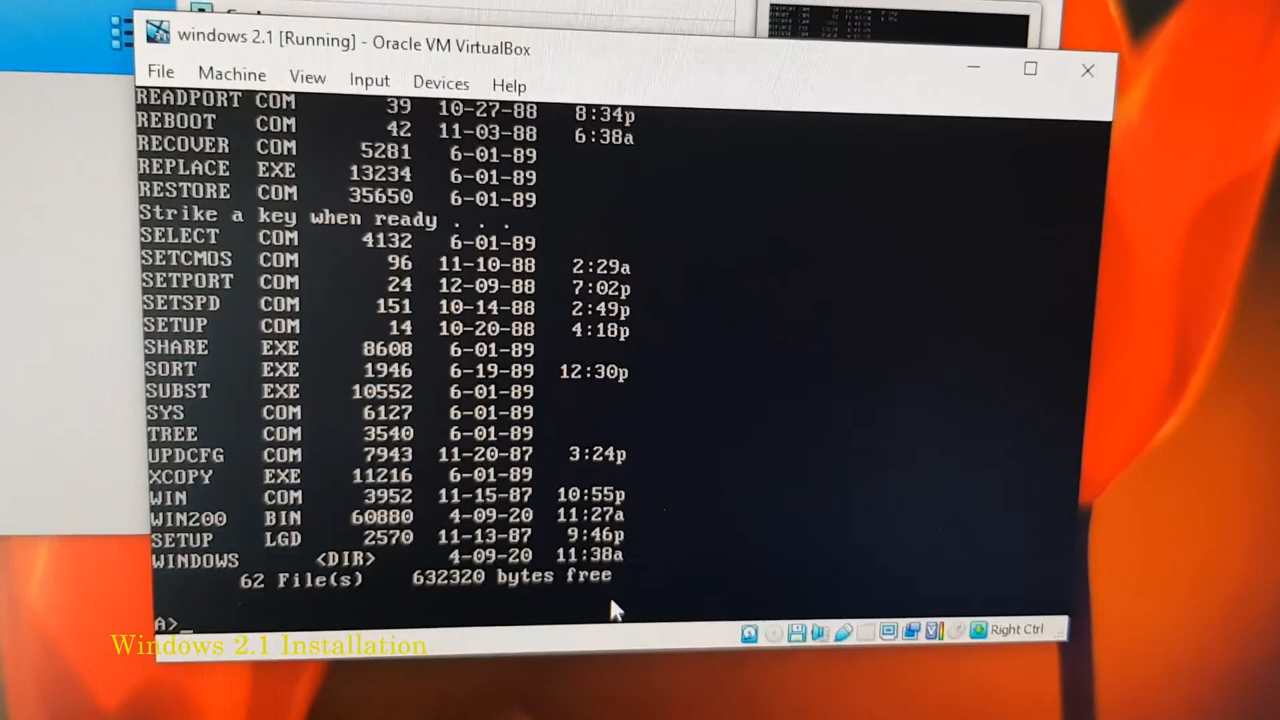 windows 2.1 [Running] - Oracle VM VirtualBox
File Machine View Input Devices Help
READPORT COM 39 10-27-88 8:34p
REBOOT COM 42 11-03-88 6:38a
RECOVER COM 5281 6-01-89
REPLACE EXE 13234 6-01-89
RESTORE COM 35650 6-01-89
Strike a key when ready . . .
SELECT COM 4132 6-01-89
SETCMOS COM 96 11-10-88 2:29a
SETPORT COM 24 12-09-88 7:02p
SETSPD COM 151 10-14-88 2:49p
SETUP COM 14 10-20-88 4:18p
SHARE EXE 8608 6-01-89
SORT EXE 1946 6-19-89 12:30p
SUBST EXE 10552 6-01-89
SYS COM 6127 6-01-89
TREE COM 3540 6-01-89
UPDCFG COM 7943 11-20-87 3:24p
XCOPY EXE 11216 6-01-89
WIN COM 3952 11-15-87 10:55p
WIN200 BIN 60880 4-09-20 11:27a
SETUP LGD 2570 11-13-87 9:46p
WINDOWS <DIR> 4-09-20 11:38a
62 File(s) 632320 bytes free
A>_
Right Ctrl
Windows 2.1 Installation